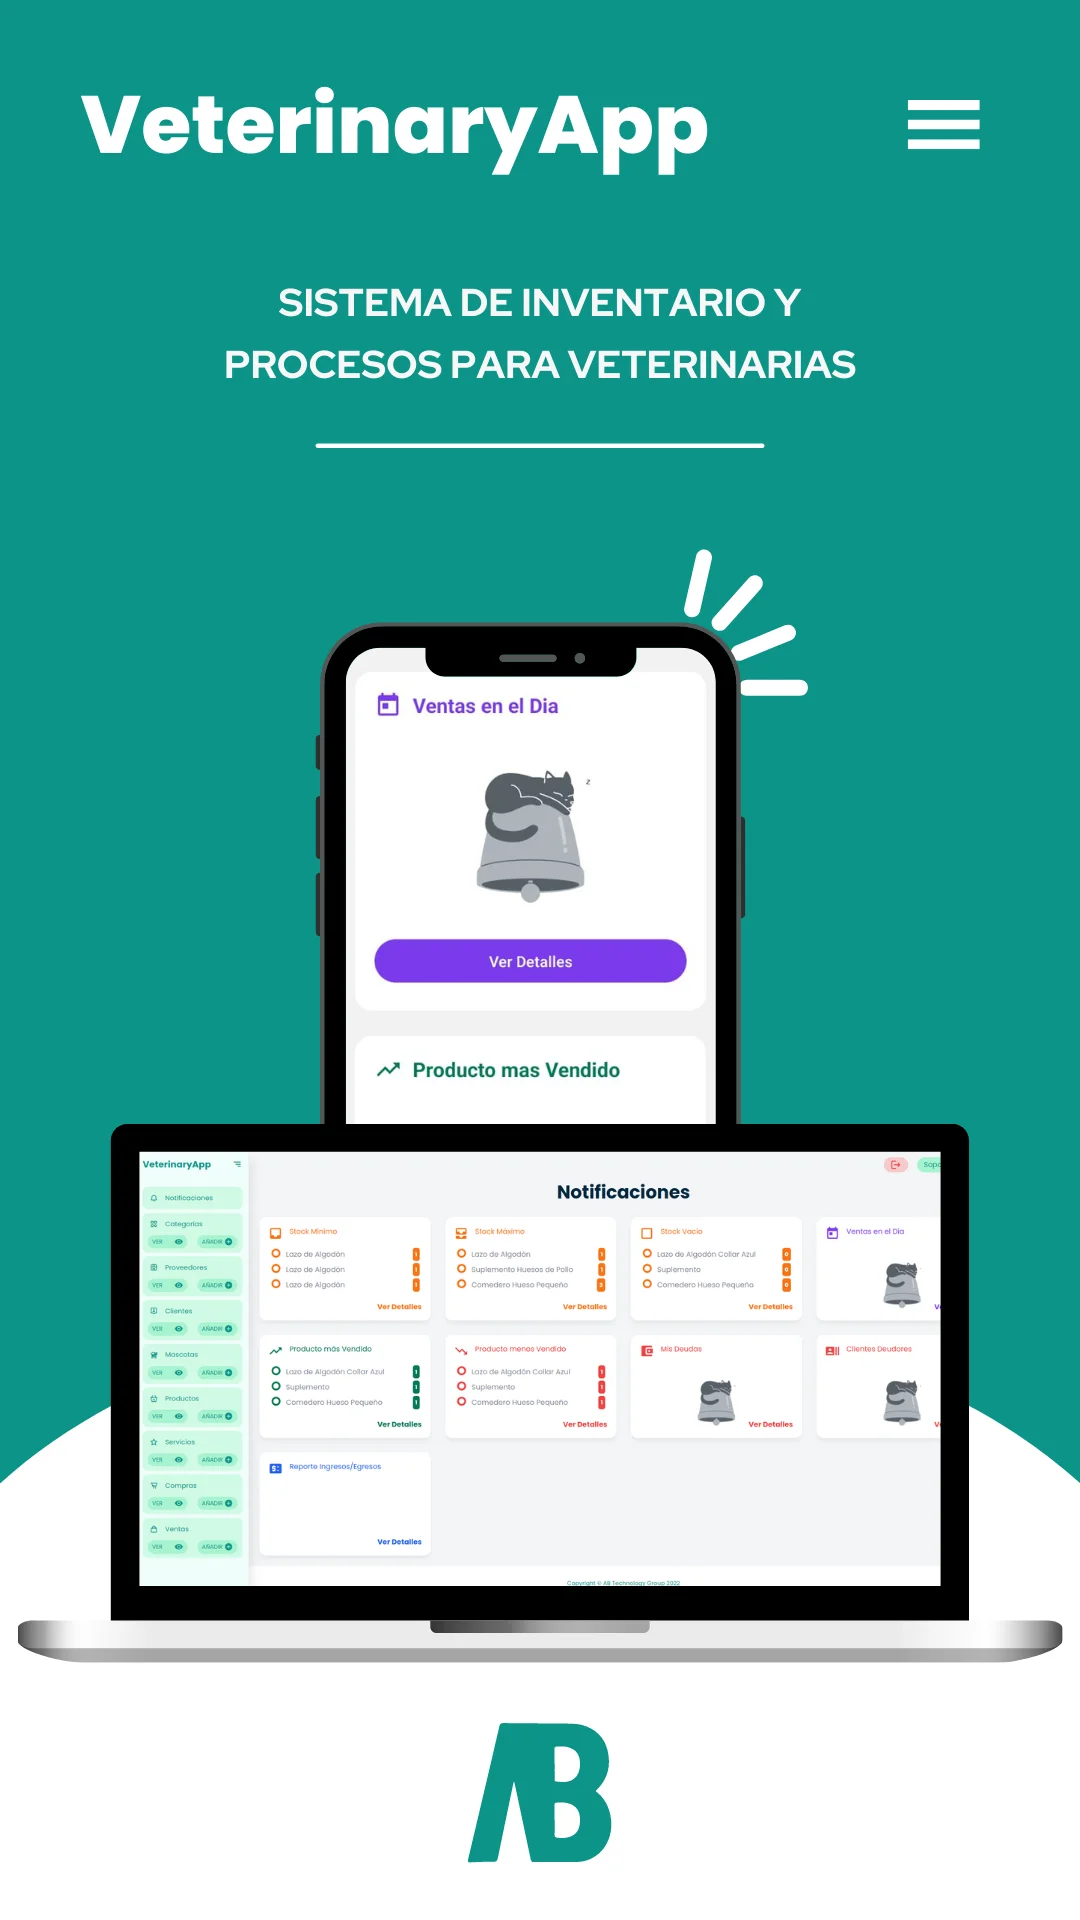 VeterinaryApp
SISTEMA DE INVENTARIO Y
PROCESOS PARA VETERINARIAS
Ventas en el Dia
z
Ver Detalles
Producto mas Vendido
VeterinaryApp
Notificaciones
Categorías
VER AÑADIR
Proveedores
VER AÑADIR
Clientes
VER AÑADIR
Mascotas
VER AÑADIR
Productos
VER AÑADIR
Servicios
VER AÑADIR
Compras
VER AÑADIR
Ventas
VER AÑADIR
Notificaciones
Stock Mínimo
Lazo de Algodón 1
Lazo de Algodón 1
Lazo de Algodón 1
Ver Detalles
Stock Máximo
Lazo de Algodón 1
Suplemento Huesos de Pollo 1
Comedero Hueso Pequeño 3
Ver Detalles
Stock Vacío
Lazo de Algodón Collar Azul 0
Suplemento 0
Comedero Hueso Pequeño 0
Ver Detalles
Ventas en el Día
Producto más Vendido
Lazo de Algodón Collar Azul 1
Suplemento 1
Comedero Hueso Pequeño 1
Ver Detalles
Producto menos Vendido
Lazo de Algodón Collar Azul 1
Suplemento 1
Comedero Hueso Pequeño 1
Ver Detalles
Mis Deudas
Ver Detalles
Clientes Deudores
Reporte Ingresos/Egresos
Ver Detalles
Copyright © AB Technology Group 2022
AB